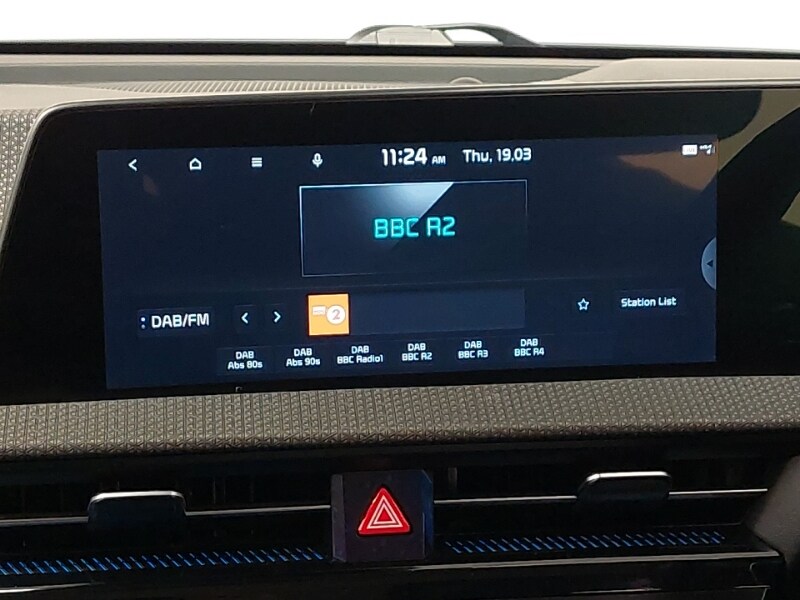 11:24 AM Thu, 19.03
BBC R2
DAB/FM
2
Station List
DAB Abs 80s
DAB Abs 90s
DAB BBC Radio1
DAB BBC R2
DAB BBC R3
DAB BBC R4